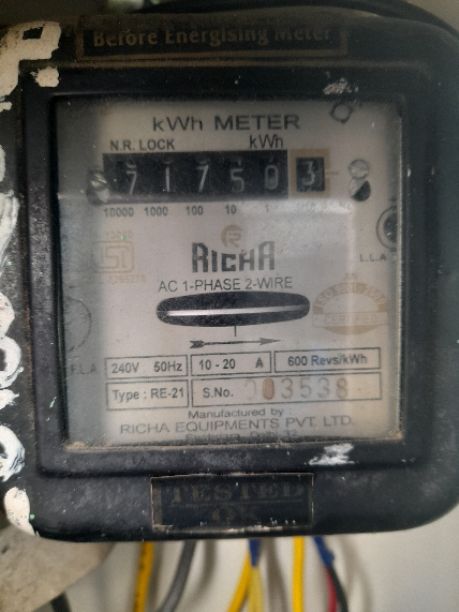 Before Energising Meter
kWh METER
N.R. LOCK kWh
7 1 7 5 0 3
10000 1000 100 10 1
RICHA
L.L.A
AC 1-PHASE 2-WIRE
F.L.A
240V 50Hz 10 - 20 A 600 Revs/kWh
Type : RE-21 S.No. 003538
Manufactured by
RICHA EQUIPMENTS PVT. LTD.
TESTED
OK